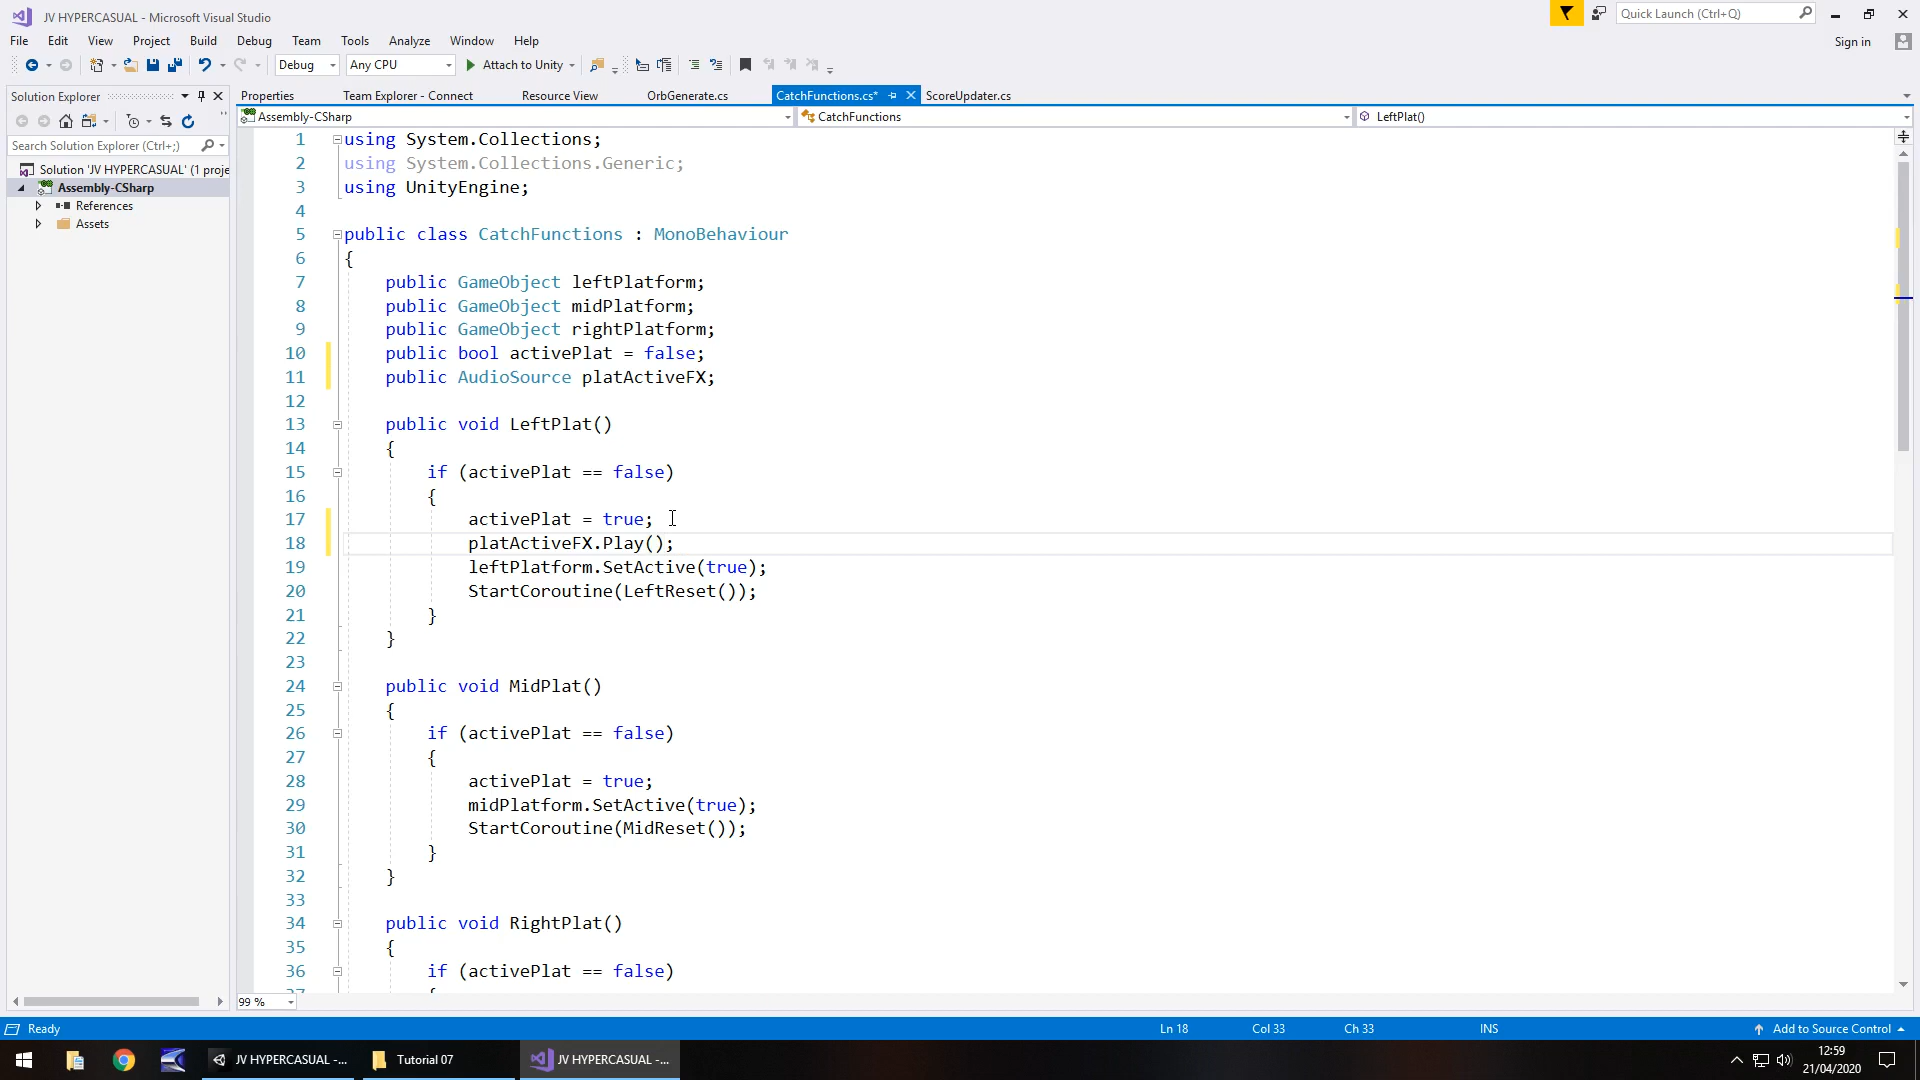 JV HYPERCASUAL - Microsoft Visual Studio
Quick Launch (Ctrl+Q)
File Edit View Project Build Debug Team Tools Analyze Window Help
Sign in
Debug Any CPU Attach to Unity
Solution Explorer
Properties Team Explorer - Connect Resource View OrbGenerate.cs CatchFunctions.cs* ScoreUpdater.cs
Assembly-CSharp CatchFunctions LeftPlat()
Search Solution Explorer (Ctrl+;)
Solution 'JV HYPERCASUAL' (1 proje
Assembly-CSharp
References
Assets
1 using System.Collections;
2 using System.Collections.Generic;
3 using UnityEngine;
4
5 public class CatchFunctions : MonoBehaviour
6 {
7 public GameObject leftPlatform;
8 public GameObject midPlatform;
9 public GameObject rightPlatform;
10 public bool activePlat = false;
11 public AudioSource platActiveFX;
12
13 public void LeftPlat()
14 {
15 if (activePlat == false)
16 {
17 activePlat = true;
18 platActiveFX.Play();
19 leftPlatform.SetActive(true);
20 StartCoroutine(LeftReset());
21 }
22 }
23
24 public void MidPlat()
25 {
26 if (activePlat == false)
27 {
28 activePlat = true;
29 midPlatform.SetActive(true);
30 StartCoroutine(MidReset());
31 }
32 }
33
34 public void RightPlat()
35 {
36 if (activePlat == false)
99 %
Ready Ln 18 Col 33 Ch 33 INS Add to Source Control
JV HYPERCASUAL -... Tutorial 07 JV HYPERCASUAL -...
12:59
21/04/2020